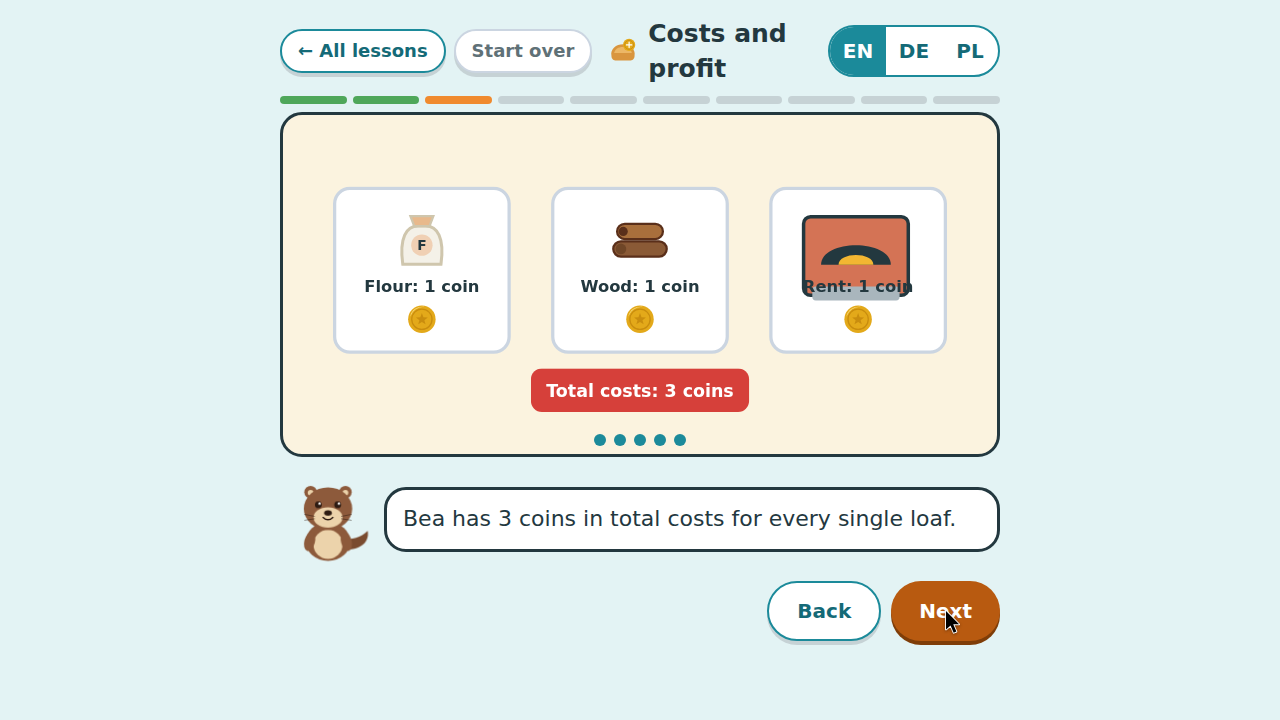 ← All lessons
Start over
Costs and
profit
EN DE PL
F
Flour: 1 coin
Wood: 1 coin
Rent: 1 coin
Total costs: 3 coins
Bea has 3 coins in total costs for every single loaf.
Back
Next